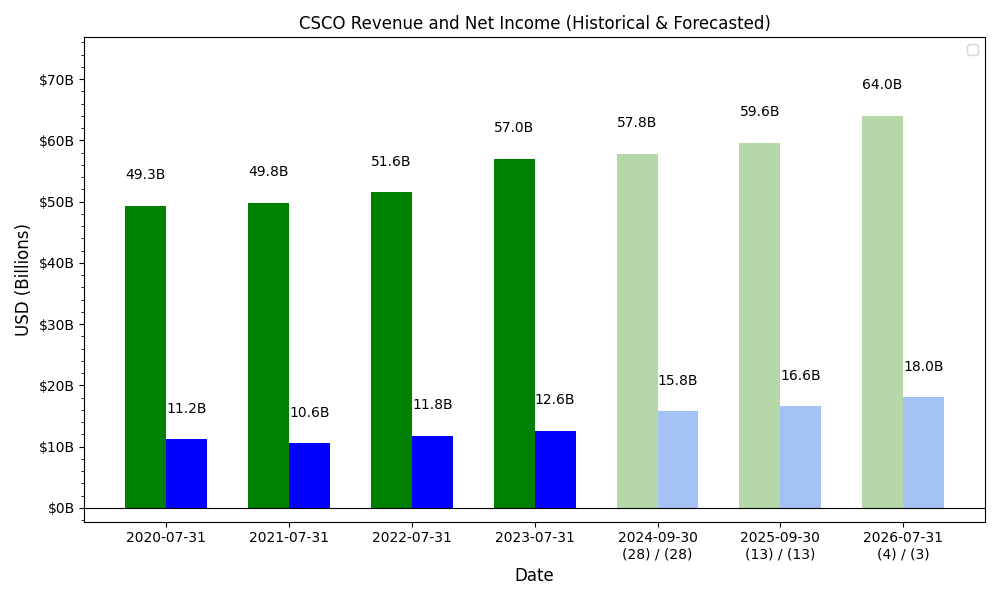 CSCO Revenue and Net Income (Historical & Forecasted)
USD (Billions)
$70B
$60B
$50B
$40B
$30B
$20B
$10B
$0B
49.3B
11.2B
49.8B
10.6B
51.6B
11.8B
57.0B
12.6B
57.8B
15.8B
59.6B
16.6B
64.0B
18.0B
2020-07-31
2021-07-31
2022-07-31
2023-07-31
2024-09-30
(28) / (28)
2025-09-30
(13) / (13)
2026-07-31
(4) / (3)
Date